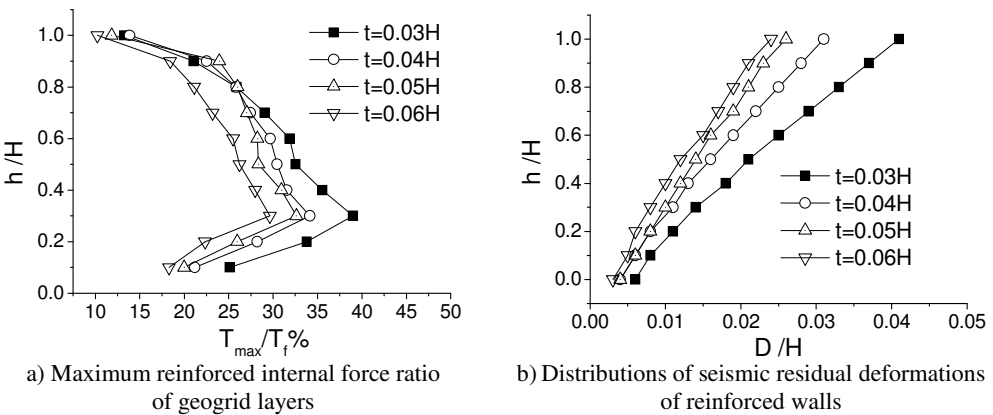 a)
t=0.03H
t=0.04H
t=0.05H
t=0.06H
h /H
1.0
0.8
0.6
0.4
0.2
0.0
10 15 20 25 30 35 40 45 50
Tmax/Tf%
a) Maximum reinforced internal force ratio
of geogrid layers
b)
h /H
1.0
0.8
0.6
0.4
0.2
0.0
t=0.03H
t=0.04H
t=0.05H
t=0.06H
0.00 0.01 0.02 0.03 0.04 0.05
D /H
b) Distributions of seismic residual deformations
of reinforced walls